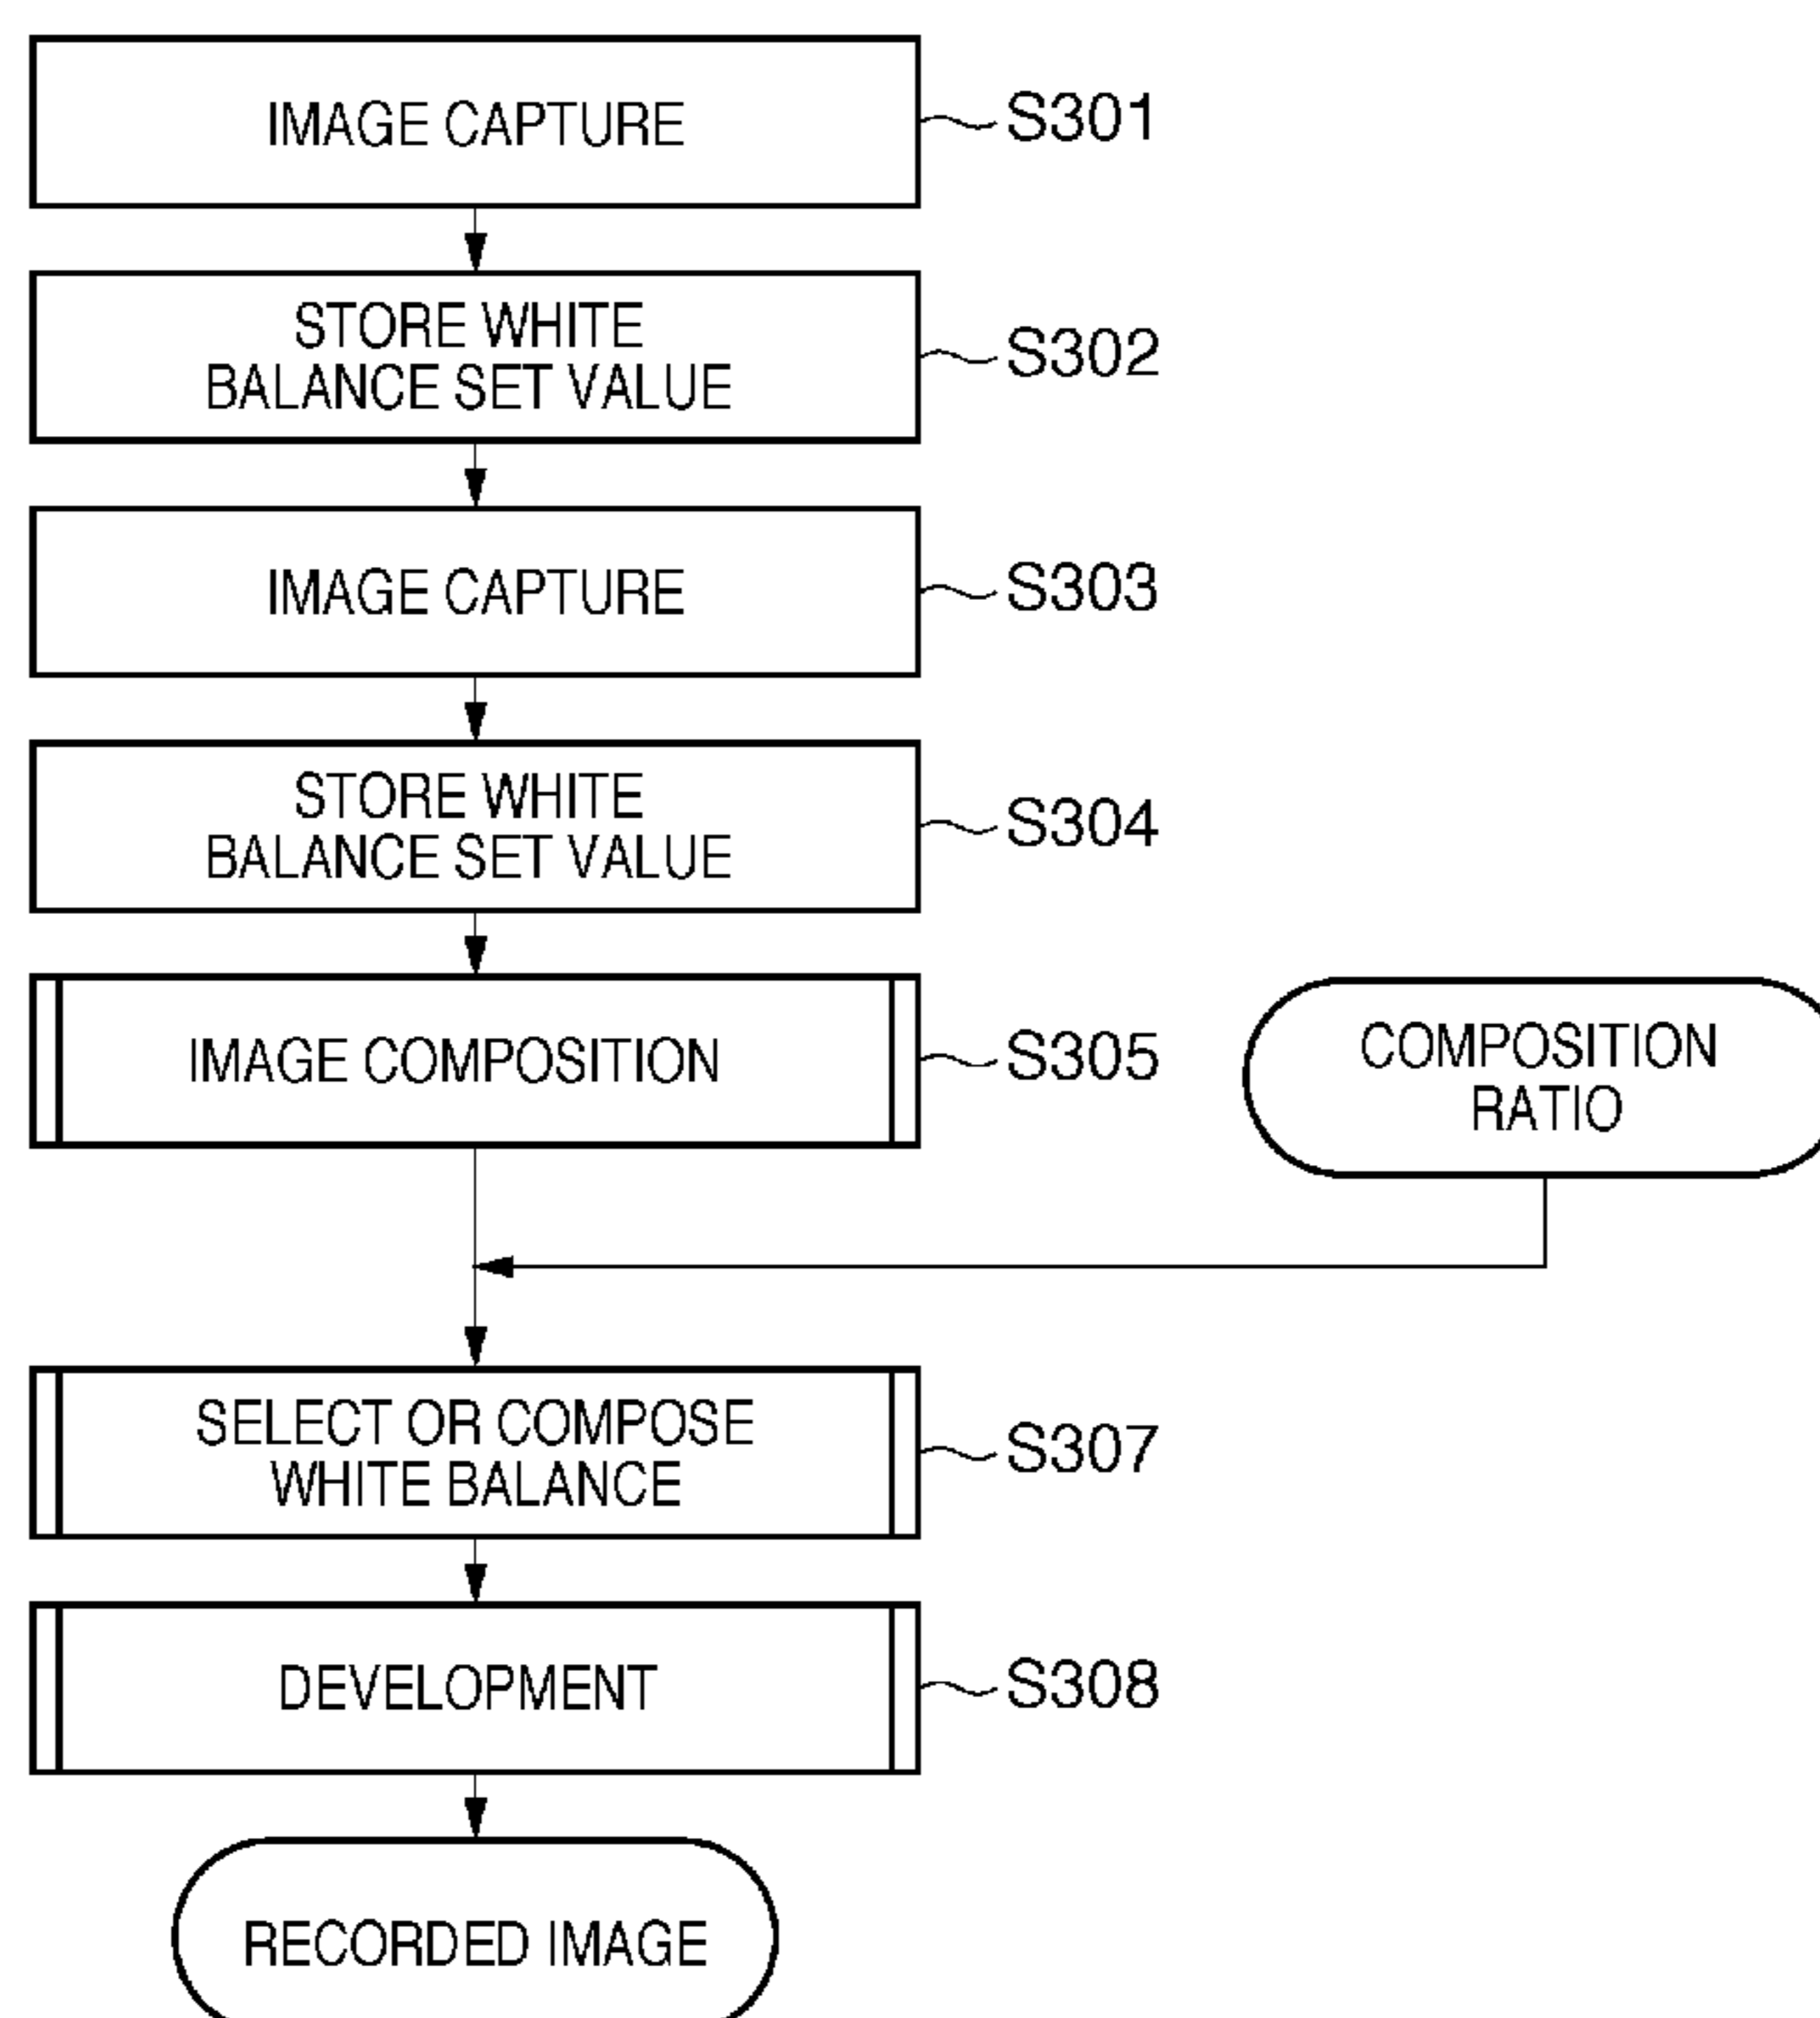 IMAGE CAPTURE
S301
STORE WHITE
BALANCE SET VALUE
S302
IMAGE CAPTURE
S303
STORE WHITE
BALANCE SET VALUE
S304
IMAGE COMPOSITION
S305
COMPOSITION
RATIO
SELECT OR COMPOSE
WHITE BALANCE
S307
DEVELOPMENT
S308
RECORDED IMAGE